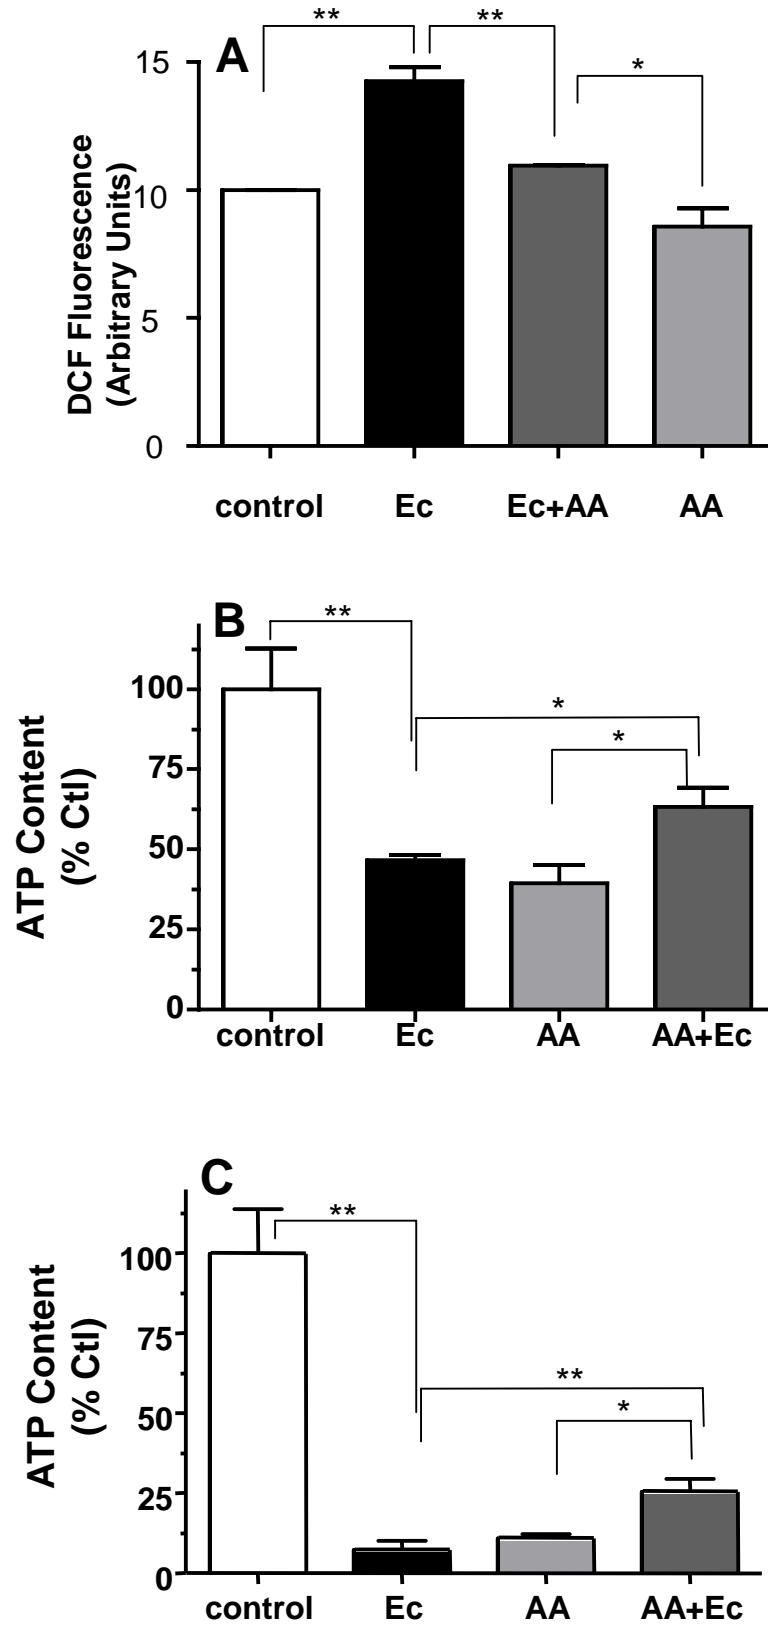 **
**
A
*
15
10
5
0
DCF Fluorescence
(Arbitrary Units)
control Ec Ec+AA AA
B
**
*
*
100
75
50
25
0
ATP Content
(% Ctl)
control Ec AA AA+Ec
C
**
**
*
100
75
50
25
0
ATP Content
(% Ctl)
control Ec AA AA+Ec